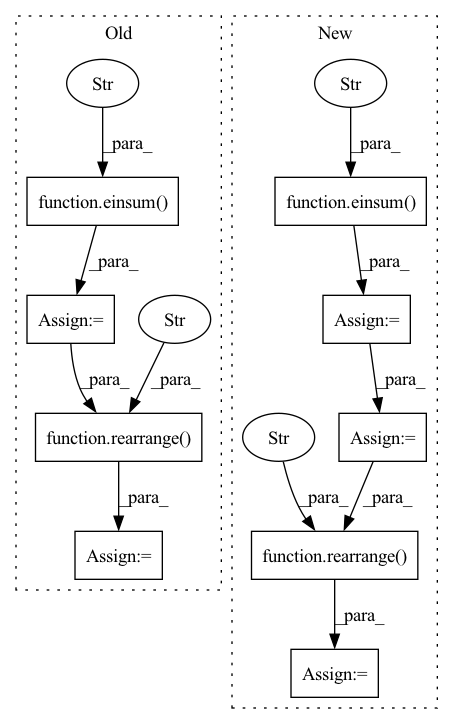 Old
Str
_para_
function.einsum()
_para_
Assign:=
Str
_para_
_para_
function.rearrange()
_para_
Assign:=
New
Str
_para_
function.einsum()
_para_
Assign:=
_para_
Str
Assign:=
_para_
_para_
function.rearrange()
_para_
Assign:=